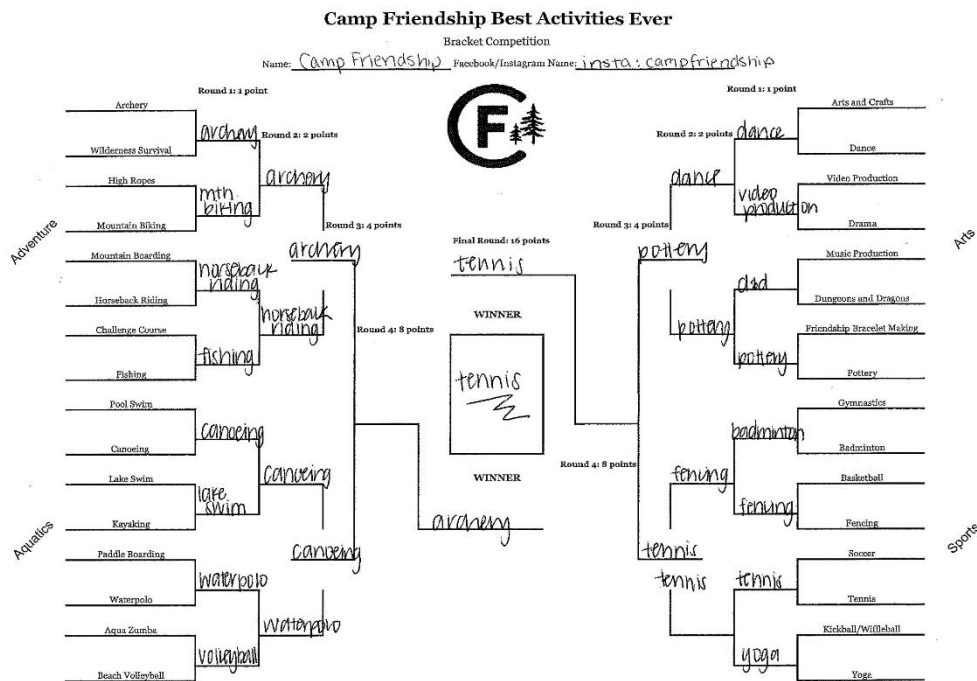 Camp Friendship Best Activities Ever
Bracket Competition
Name: Camp Friendship Facebook/Instagram Name: insta: campfriendship
Round 1: 1 point
Archery
archery
Round 2: 2 points
Wilderness Survival
archery
High Ropes
mtn.
biking
Mountain Biking
Round 3: 4 points
Adventure
archery
Mountain Boarding
horseback
riding
Horseback Riding
horseback
riding
Challenge Course
Round 4: 8 points
fishing
Fishing
Pool Swim
canoeing
Canoeing
canoeing
Lake Swim
lake
swim
Kayaking
archery
Aquatics
canoeing
Paddle Boarding
waterpolo
Waterpolo
waterpolo
Aqua Zumba
volleyball
Beach Volleyball
CF
Final Round: 16 points
tennis
WINNER
tennis
WINNER
Round 1: 1 point
Arts and Crafts
dance
Round 2: 2 points
Dance
dance
Video Production
video
production
Drama
Round 3: 4 points
Arts
pottery
Music Production
d&d
Dungeons and Dragons
pottery
Friendship Bracelet Making
pottery
Pottery
Gymnastics
badminton
Badminton
Round 4: 8 points
fencing
Basketball
fencing
Fencing
Sports
tennis
Soccer
tennis
tennis
Tennis
Kickball/Wiffleball
yoga
Yoga